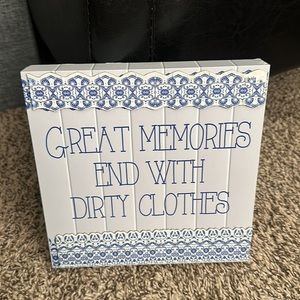 GREAT MEMORIES
END WITH
DIRTY CLOTHES